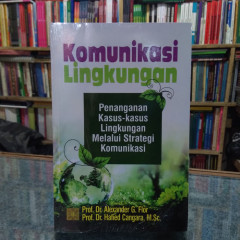 Komunikasi
Lingkungan
Penanganan
Kasus-kasus
Lingkungan
Melalui Strategi
Komunikasi
Prof. Dr. Alexander G. Flor
Prof. Dr. Hafied Cangara, M.Sc.